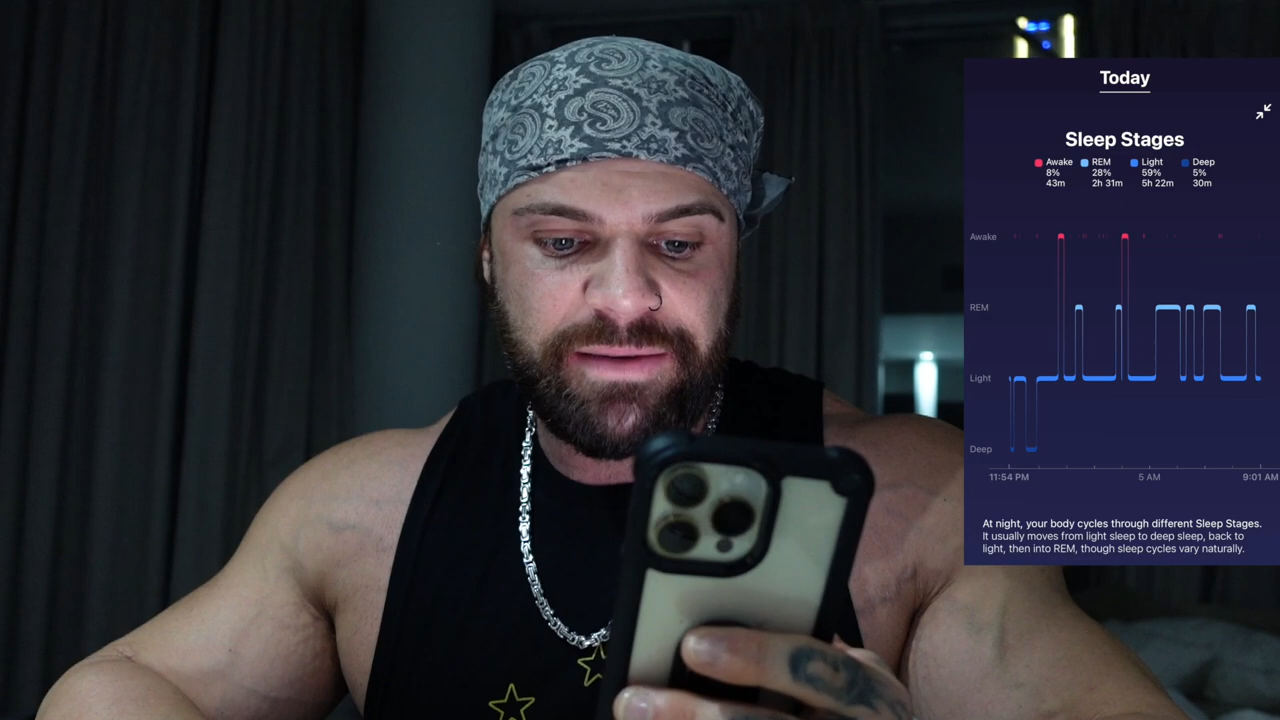 Today
Sleep Stages
Awake REM Light Deep
8% 28% 59% 5%
43m 2h 31m 5h 22m 30m
Awake
REM
Light
Deep
11:54 PM 5 AM 9:01 AM
At night, your body cycles through different Sleep Stages.
It usually moves from light sleep to deep sleep, back to
light, then into REM, though sleep cycles vary naturally.